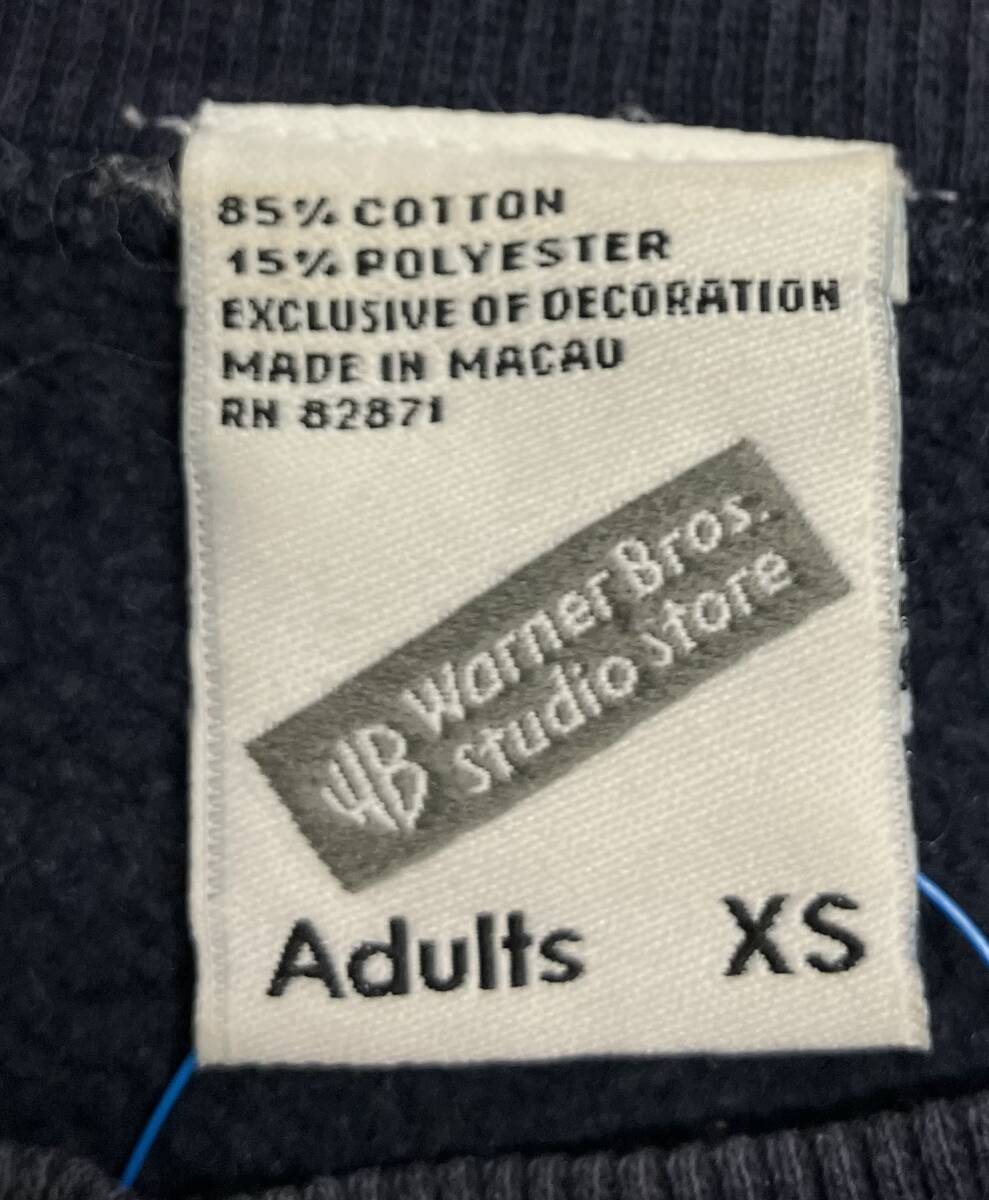 85% COTTON
15% POLYESTER
EXCLUSIVE OF DECORATION
MADE IN MACAU
RN 82871
WB Warner Bros.
Studio Store
Adults XS